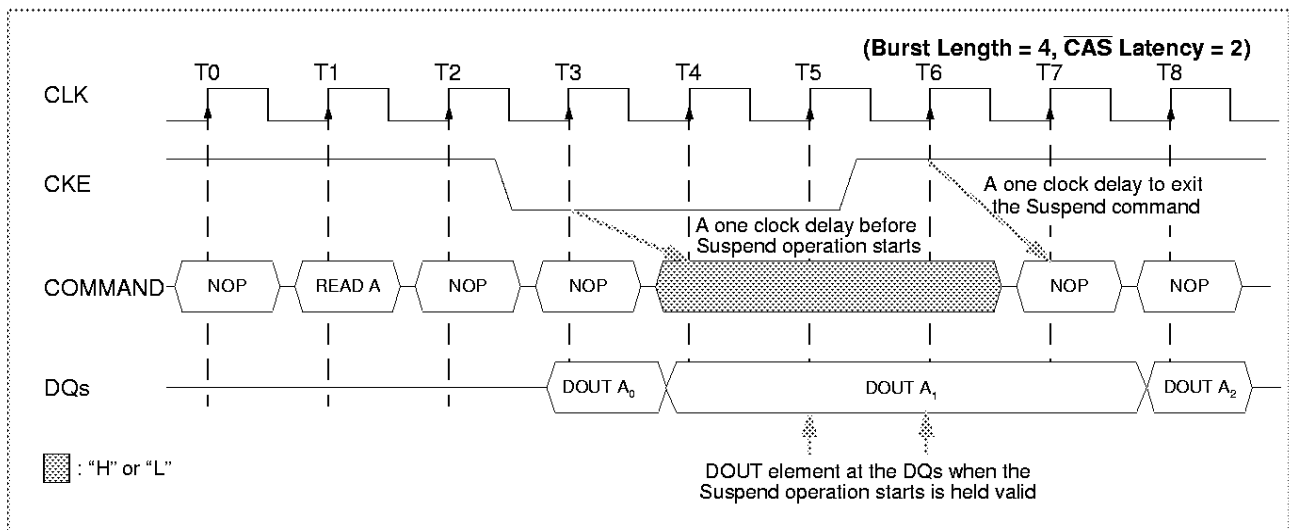 (Burst Length = 4, CAS Latency = 2)
T0 T1 T2 T3 T4 T5 T6 T7 T8
CLK
CKE
A one clock delay to exit
the Suspend command
A one clock delay before
Suspend operation starts
COMMAND NOP READ A NOP NOP NOP NOP
DQs DOUT A₀ DOUT A₁ DOUT A₂
: “H” or “L”
DOUT element at the DQs when the
Suspend operation starts is held valid